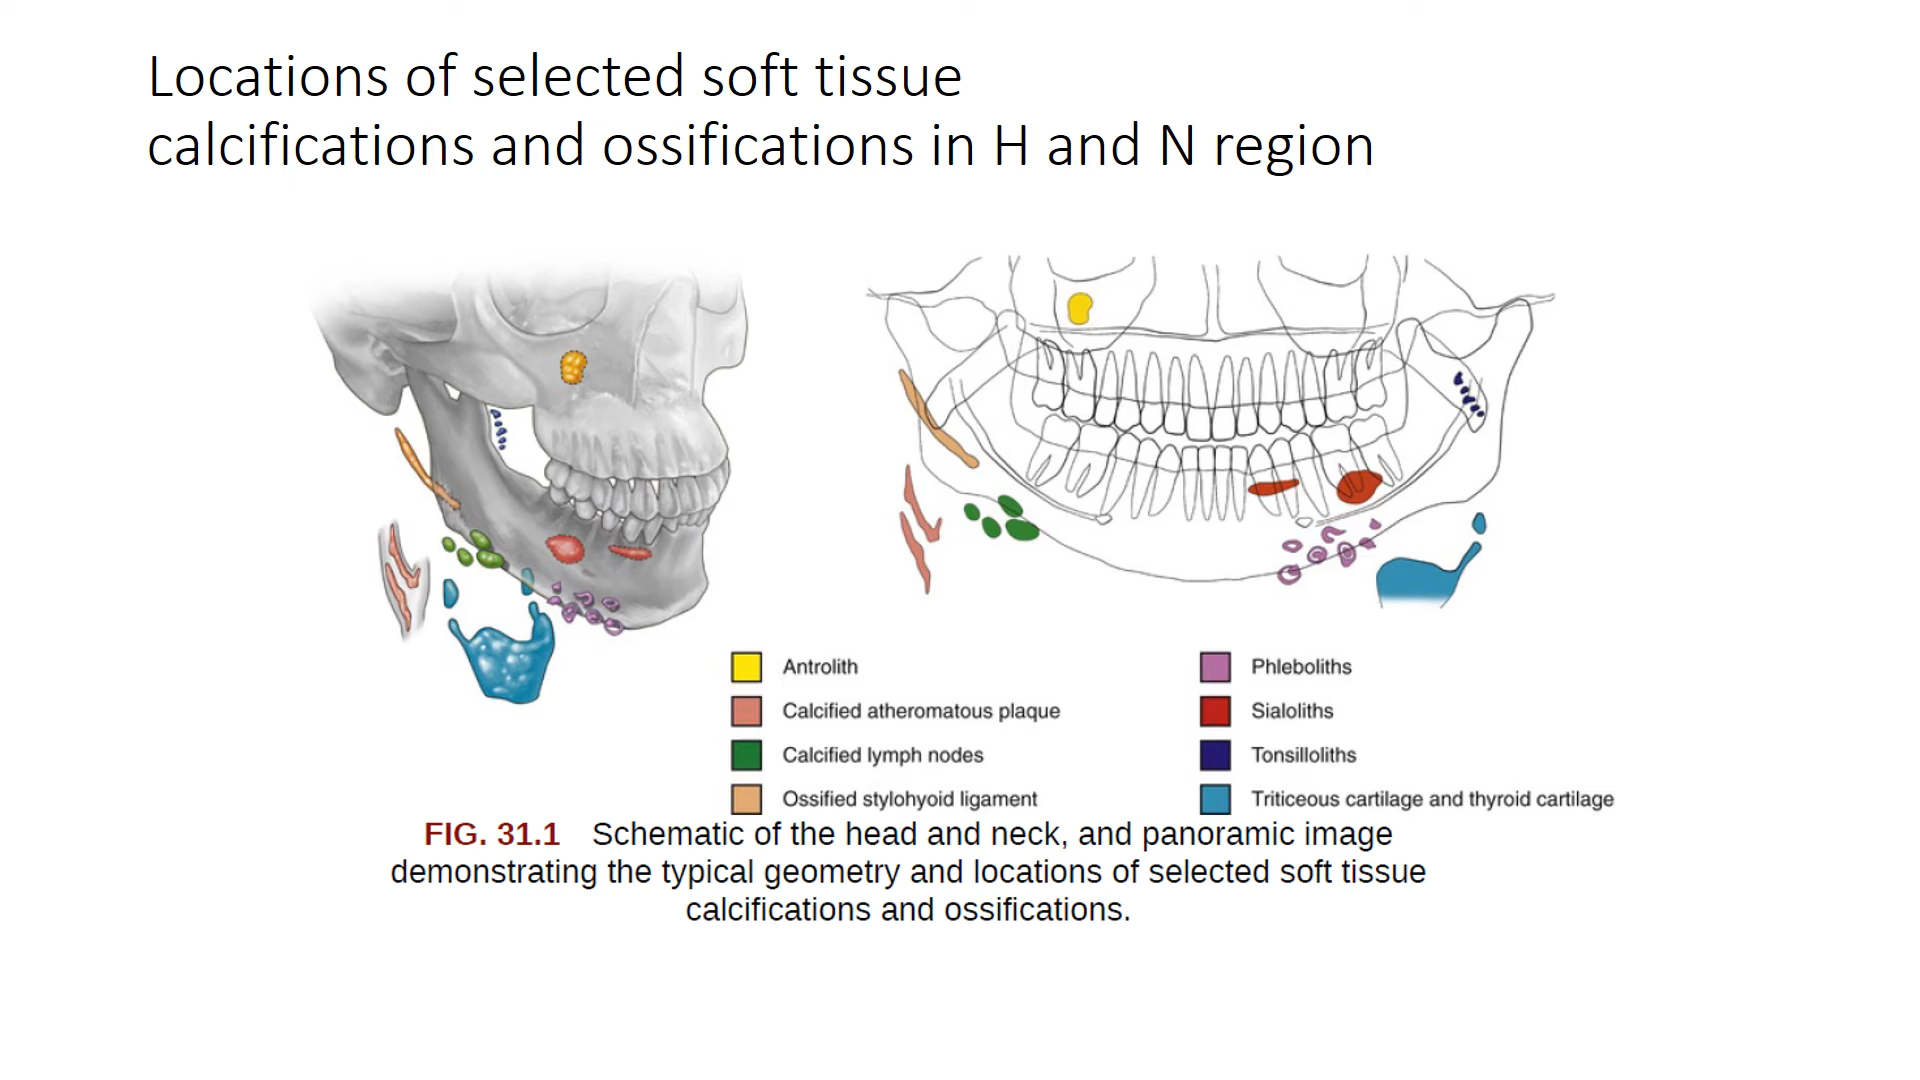 Locations of selected soft tissue
calcifications and ossifications in H and N region
Antrolith
Calcified atheromatous plaque
Calcified lymph nodes
Ossified stylohyoid ligament
Phleboliths
Sialoliths
Tonsilloliths
Triticeous cartilage and thyroid cartilage
FIG. 31.1 Schematic of the head and neck, and panoramic image
demonstrating the typical geometry and locations of selected soft tissue
calcifications and ossifications.